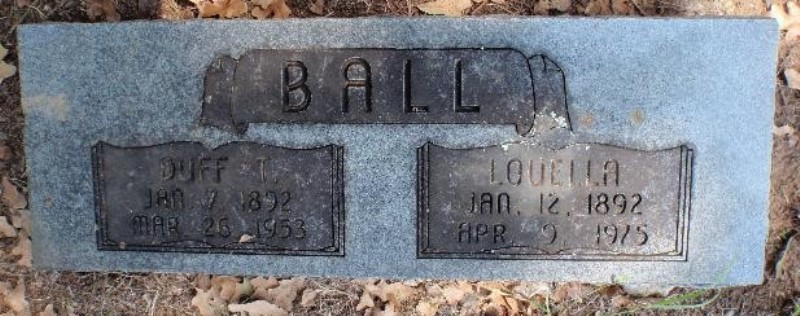 BALL
DUFF T.
JAN. 7, 1892
MAR. 26, 1953
LOUELLA
JAN. 12, 1892
APR. 9, 1975